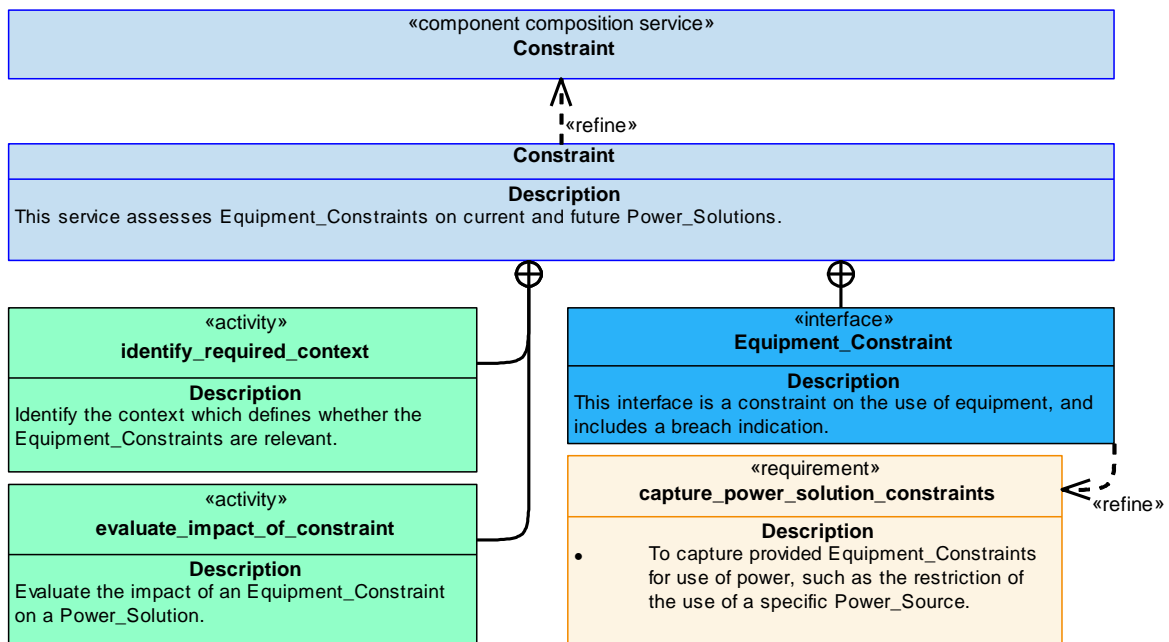 «component composition service»
Constraint
«refine»
Constraint
Description
This service assesses Equipment_Constraints on current and future Power_Solutions.
«activity»
identify_required_context
Description
Identify the context which defines whether the
Equipment_Constraints are relevant.
«interface»
Equipment_Constraint
Description
This interface is a constraint on the use of equipment, and
includes a breach indication.
«activity»
evaluate_impact_of_constraint
Description
Evaluate the impact of an Equipment_Constraint
on a Power_Solution.
«requirement»
capture_power_solution_constraints
«refine»
Description
• To capture provided Equipment_Constraints
for use of power, such as the restriction of
the use of a specific Power_Source.